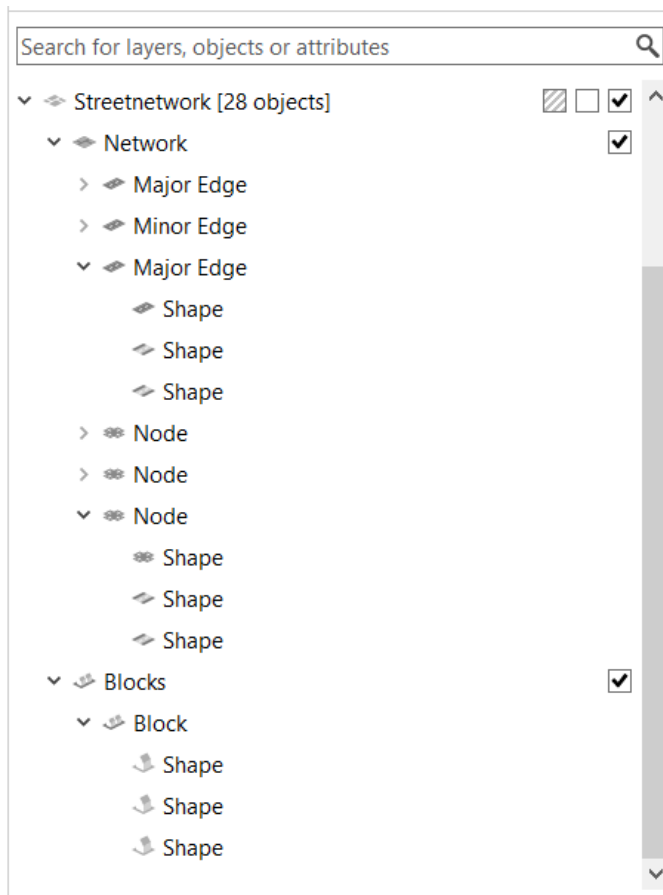 Search for layers, objects or attributes
Streetnetwork [28 objects]
Network
Major Edge
Minor Edge
Major Edge
Shape
Shape
Shape
Node
Node
Node
Shape
Shape
Shape
Blocks
Block
Shape
Shape
Shape